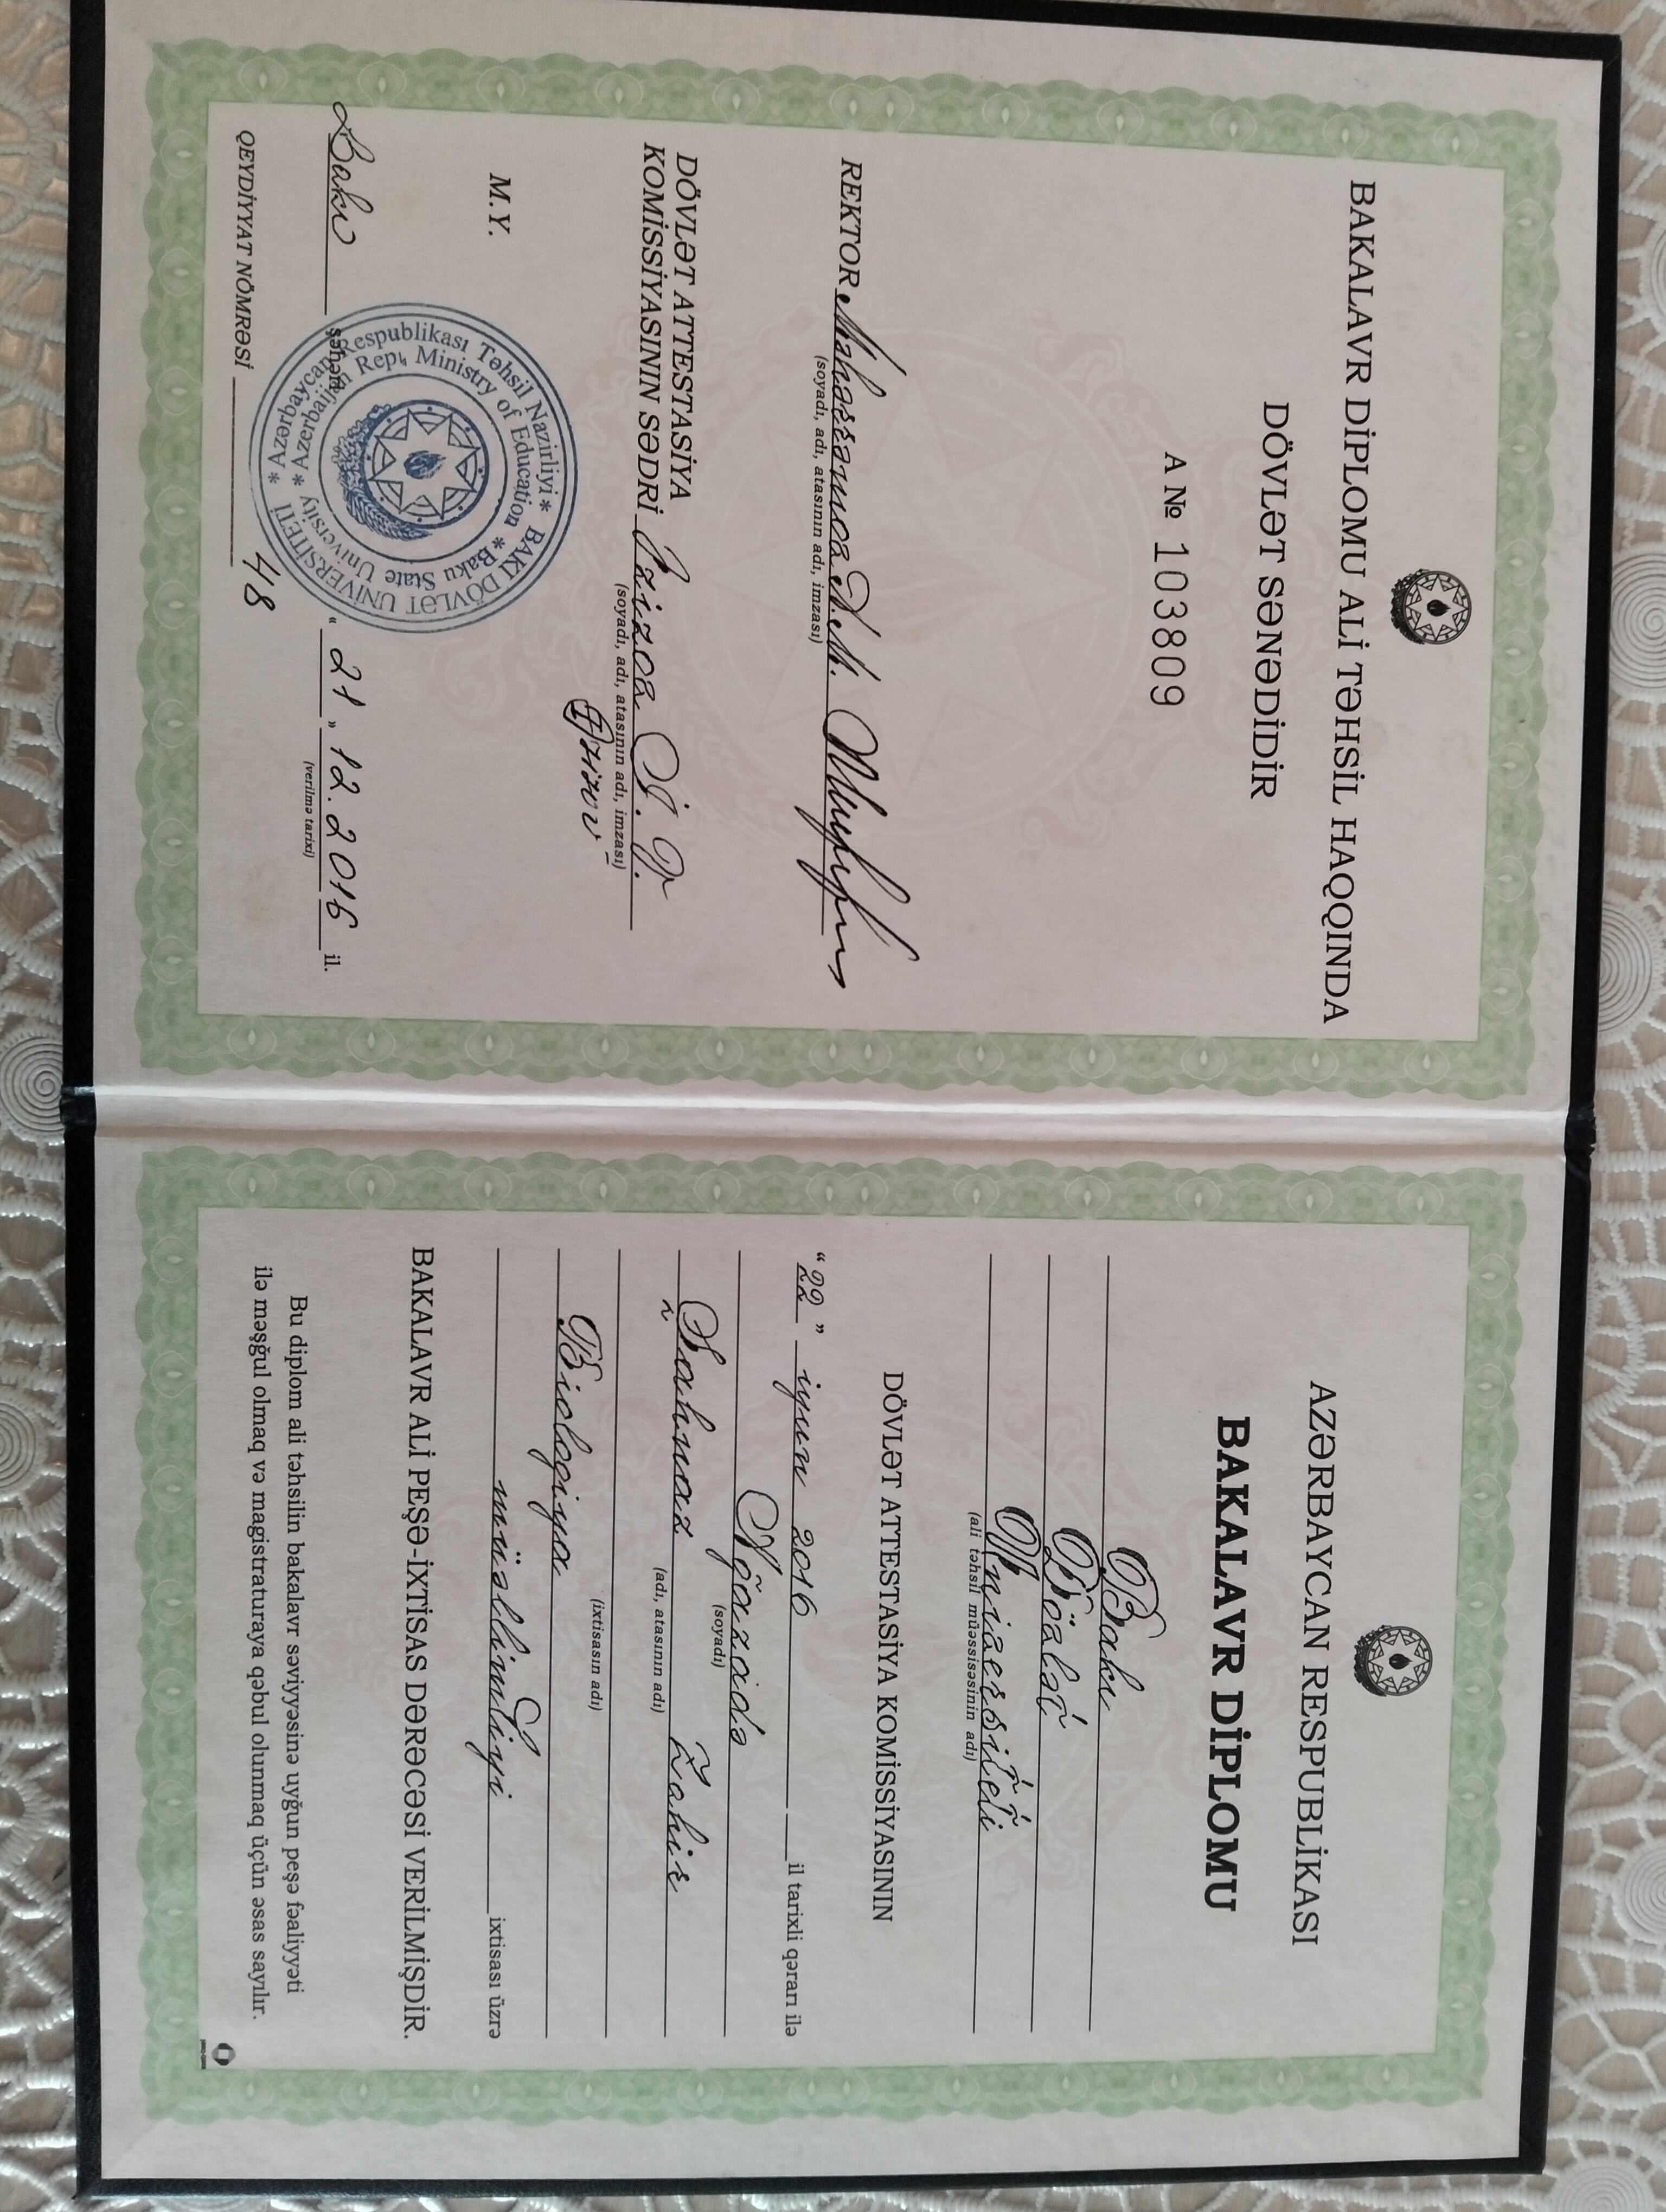 BAKALAVR DİPLOMU ALİ TƏHSİL HAQQINDA
DÖVLƏT SƏNƏDİDİR
A № 103809
REKTOR Məhərrəmov A.M.
(soyadı, adı, atasının adı, imzası)
DÖVLƏT ATTESTASİYA
KOMİSSİYASININ SƏDRİ Əzizov
(soyadı, adı, atasının adı, imzası)
M.Y.
Bakı şəhəri “21„ 12. 2016 il.
(verilmə tarixi)
QEYDİYYAT NÖMRƏSİ 48
* Azərbaycan Respublikası Təhsil Nazirliyi * BAKI DÖVLƏT UNİVERSİTETİ
* Azerbaijan Rep. Ministry of Education * Baku State University
AZƏRBAYCAN RESPUBLİKASI
BAKALAVR DİPLOMU
Bakı
Dövlət
Universiteti
(ali təhsil müəssisəsinin adı)
DÖVLƏT ATTESTASİYA KOMİSSİYASININ
“22” iyun 2016 il tarixli qərarı ilə
Niyazidə
(soyadı)
Şahnaz Zahir
(adı, atasının adı)
(ixtisasın adı)
Biologiya
müəllimliyi ixtisası üzrə
BAKALAVR ALİ PEŞƏ-İXTİSAS DƏRƏCƏSİ VERİLMİŞDİR.
Bu diplom ali təhsilin bakalavr səviyyəsinə uyğun peşə fəaliyyəti
ilə məşğul olmaq və magistraturaya qəbul olunmaq üçün əsas sayılır.